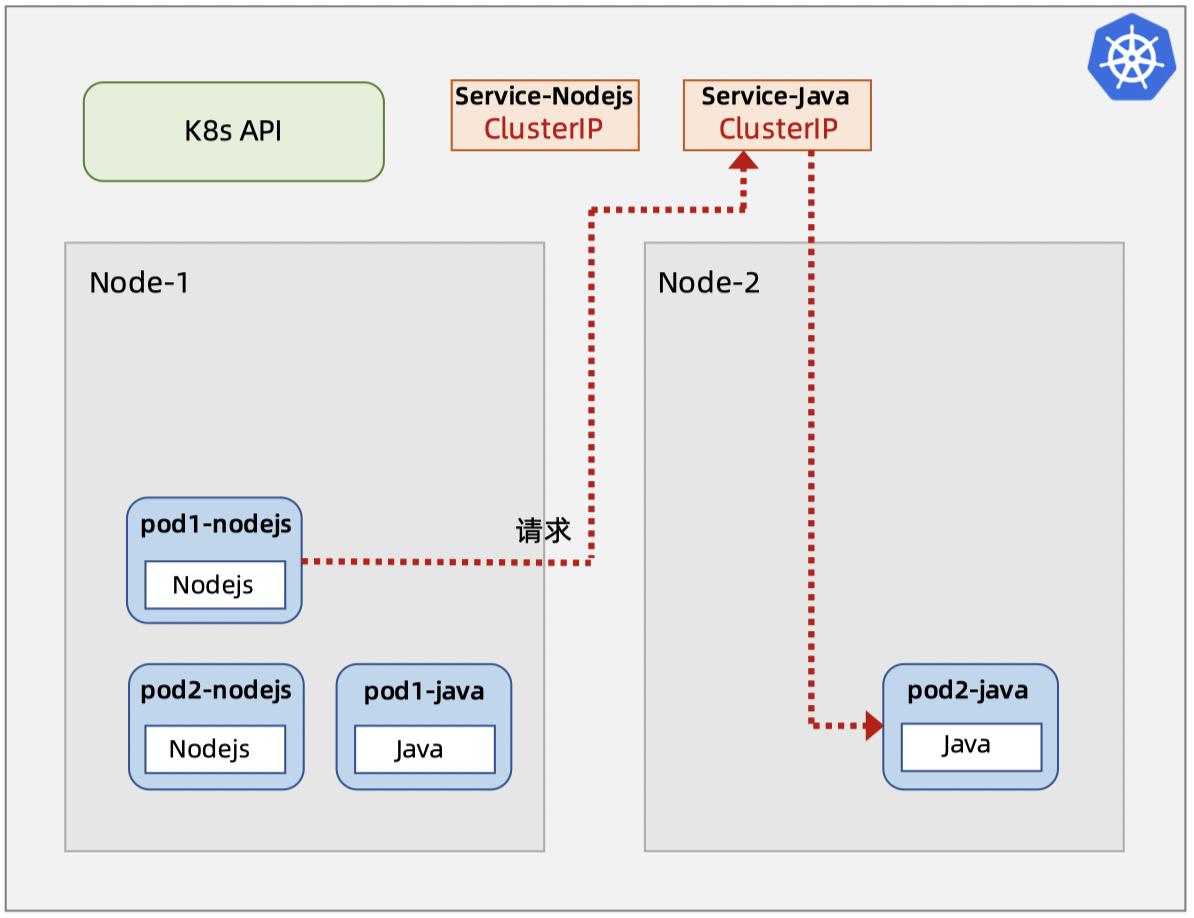 K8s API
Service-Nodejs
ClusterIP
Service-Java
ClusterIP
Node-1
Node-2
请求
pod1-nodejs
Nodejs
pod2-nodejs
Nodejs
pod1-java
Java
pod2-java
Java